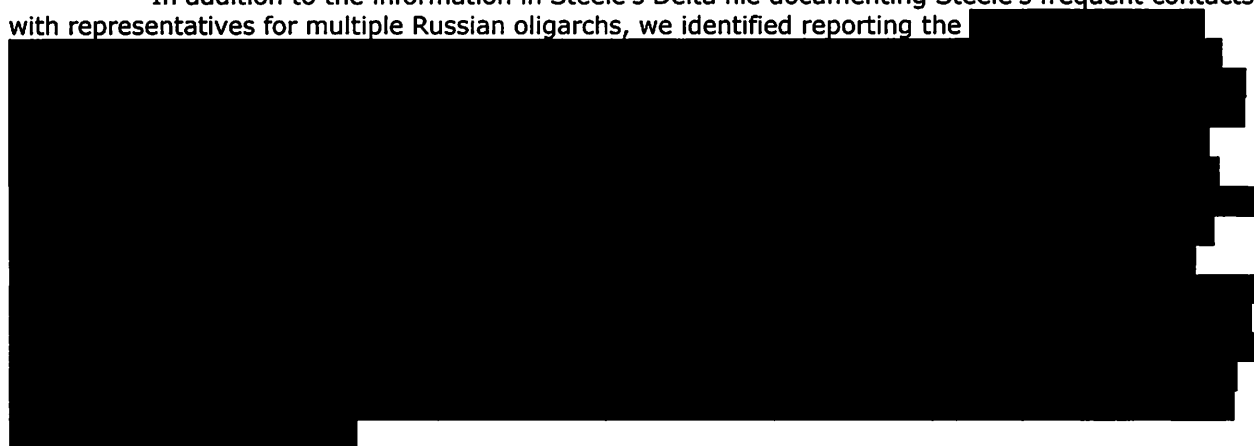 In addition to the information in Steele's Delta file documenting Steele's frequent contacts
with representatives for multiple Russian oligarchs, we identified reporting the